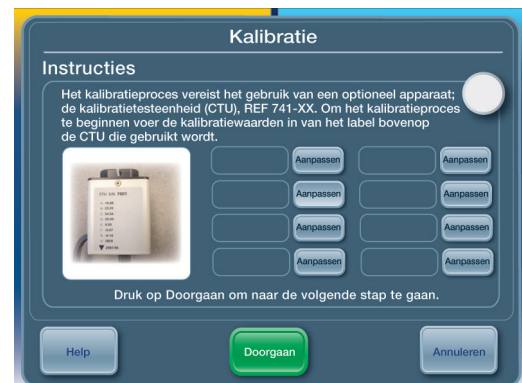 Kalibratie
Instructies
Het kalibratieproces vereist het gebruik van een optioneel apparaat;
de kalibratietesteenheid (CTU), REF 741-XX. Om het kalibratieproces
te beginnen voer de kalibratiewaarden in van het label bovenop
de CTU die gebruikt wordt.
Aanpassen Aanpassen
Aanpassen Aanpassen
Aanpassen Aanpassen
Aanpassen Aanpassen
CTU S/N
Druk op Doorgaan om naar de volgende stap te gaan.
Help Doorgaan Annuleren